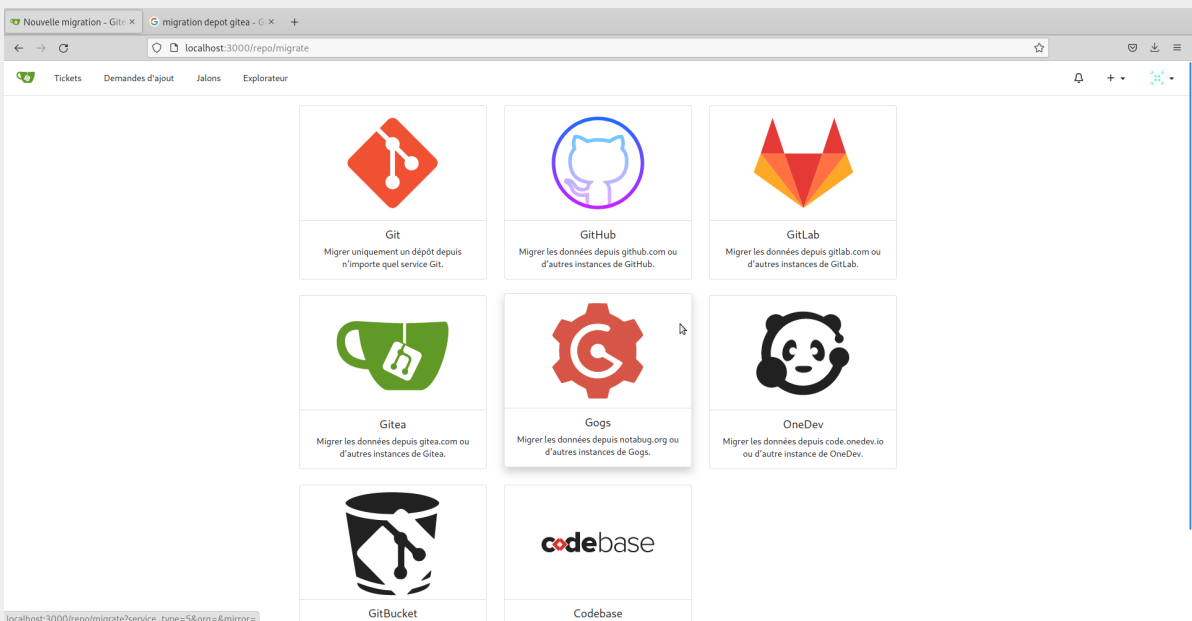 Nouvelle migration - Gite
migration depot gitea - G
localhost:3000/repo/migrate
Tickets
Demandes d'ajout
Jalons
Explorateur
Git
Migrer uniquement un dépôt depuis
n'importe quel service Git.
GitHub
Migrer les données depuis github.com ou
d'autres instances de GitHub.
GitLab
Migrer les données depuis gitlab.com ou
d'autres instances de GitLab.
Gitea
Migrer les données depuis gitea.com ou
d'autres instances de Gitea.
Gogs
Migrer les données depuis notabug.org ou
d'autres instances de Gogs.
OneDev
Migrer les données depuis code.onedev.io
ou d'autre instance de OneDev.
GitBucket
codebase
Codebase
localhost:3000/repo/migrate?service_type=5&org=&mirror=